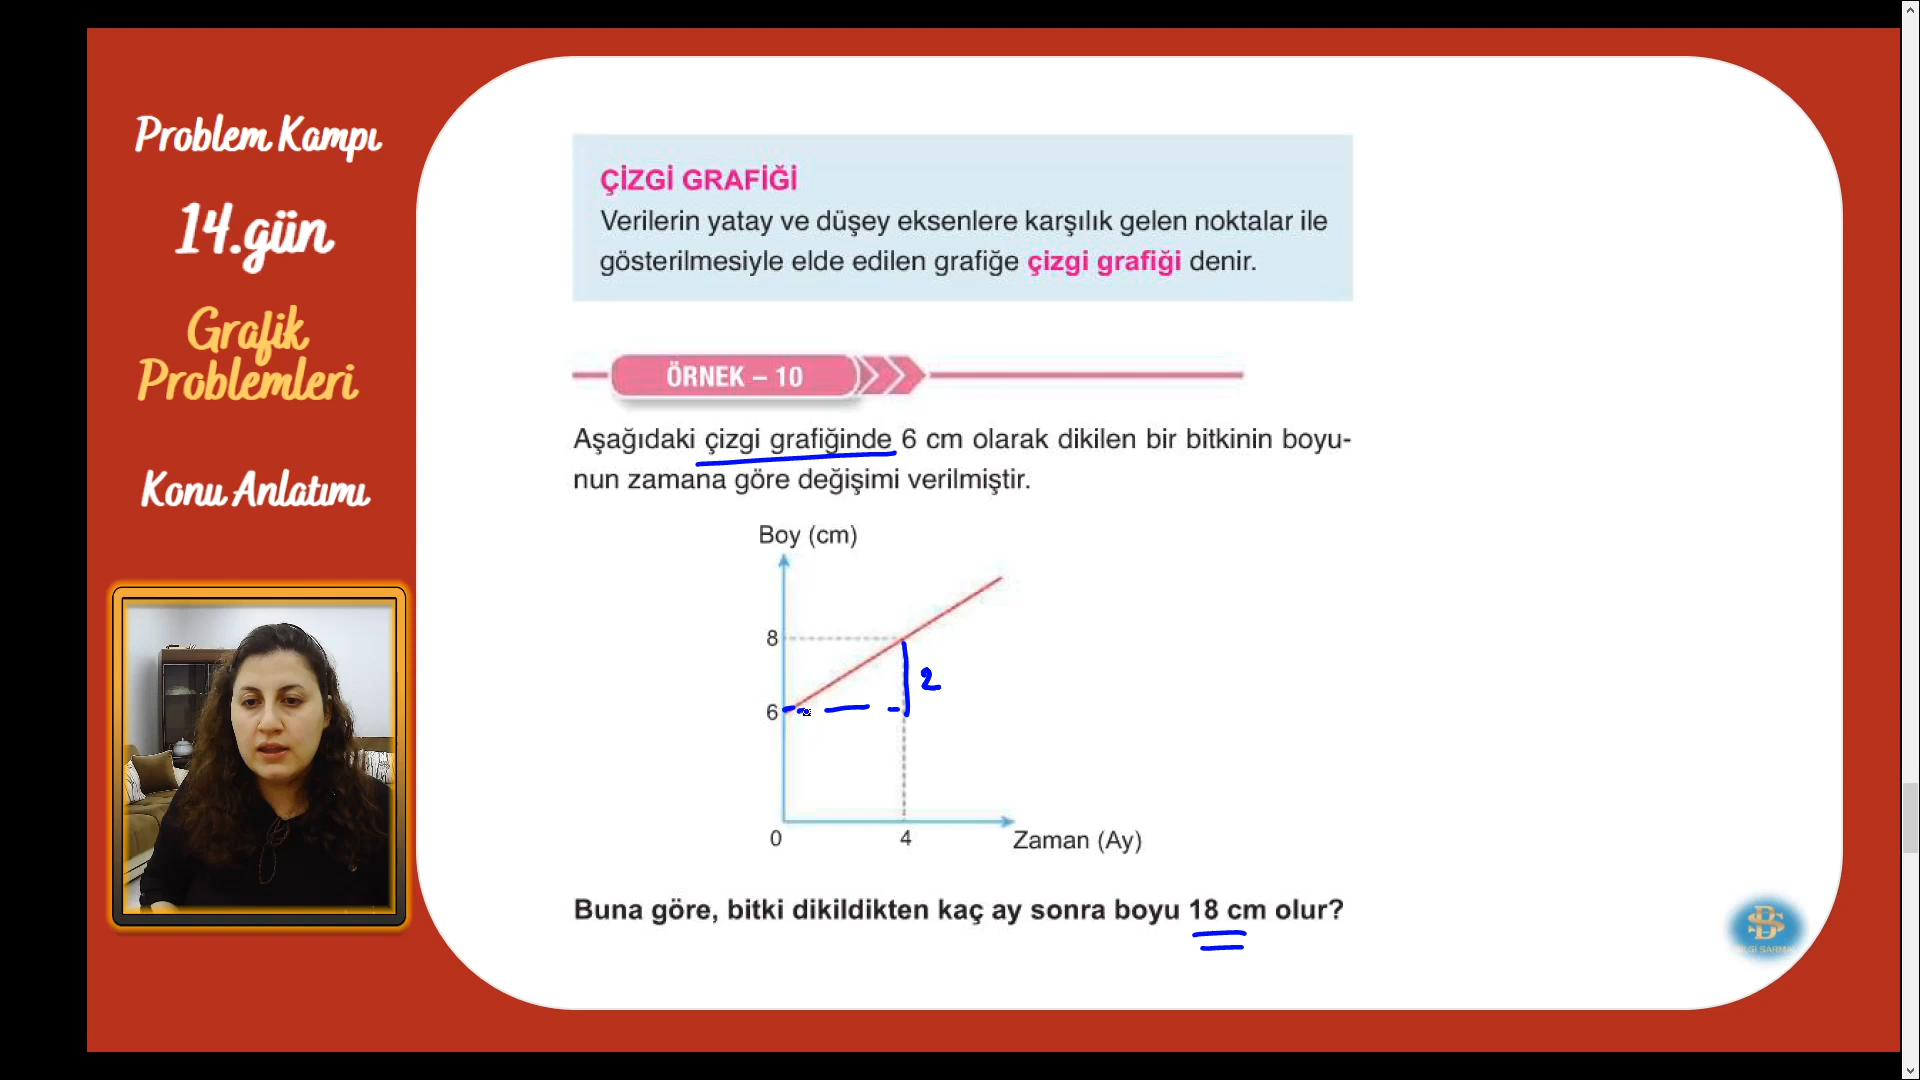 Problem Kampı
14.gün
Grafik
Problemleri
Konu Anlatımı
ÇİZGİ GRAFİĞİ
Verilerin yatay ve düşey eksenlere karşılık gelen noktalar ile
gösterilmesiyle elde edilen grafiğe çizgi grafiği denir.
ÖRNEK – 10
Aşağıdaki çizgi grafiğinde 6 cm olarak dikilen bir bitkinin boyu-
nun zamana göre değişimi verilmiştir.
Boy (cm)
8
2
6
0
4
Zaman (Ay)
Buna göre, bitki dikildikten kaç ay sonra boyu 18 cm olur?